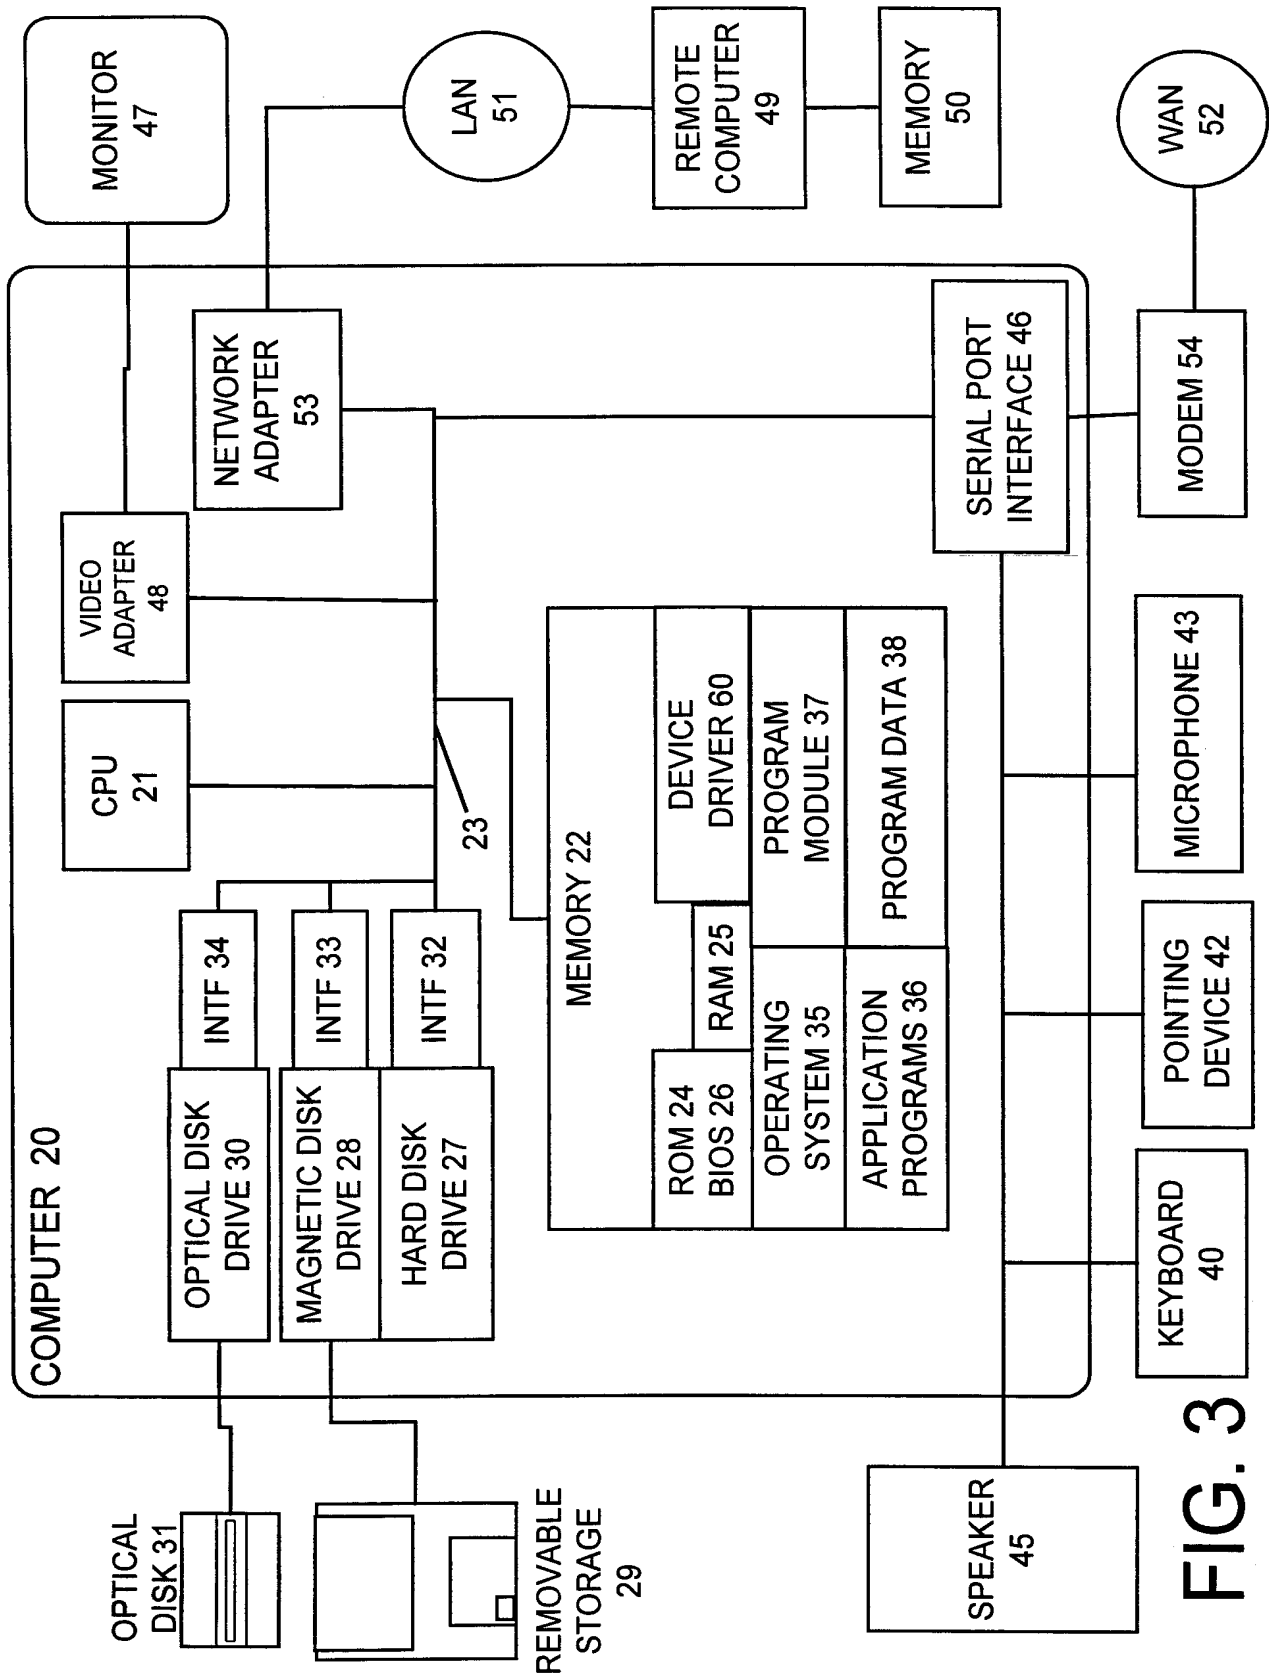 COMPUTER 20
OPTICAL
DISK 31
REMOVABLE
STORAGE
29
OPTICAL DISK
DRIVE 30
INTF 34
MAGNETIC DISK
DRIVE 28
INTF 33
HARD DISK
DRIVE 27
INTF 32
CPU
21
VIDEO
ADAPTER
48
MONITOR
47
NETWORK
ADAPTER
53
LAN
51
REMOTE
COMPUTER
49
MEMORY
50
23
MEMORY 22
ROM 24
BIOS 26
RAM 25
DEVICE
DRIVER 60
OPERATING
SYSTEM 35
PROGRAM
MODULE 37
APPLICATION
PROGRAMS 36
PROGRAM DATA 38
SERIAL PORT
INTERFACE 46
SPEAKER
45
KEYBOARD
40
POINTING
DEVICE 42
MICROPHONE 43
MODEM 54
WAN
52
FIG. 3